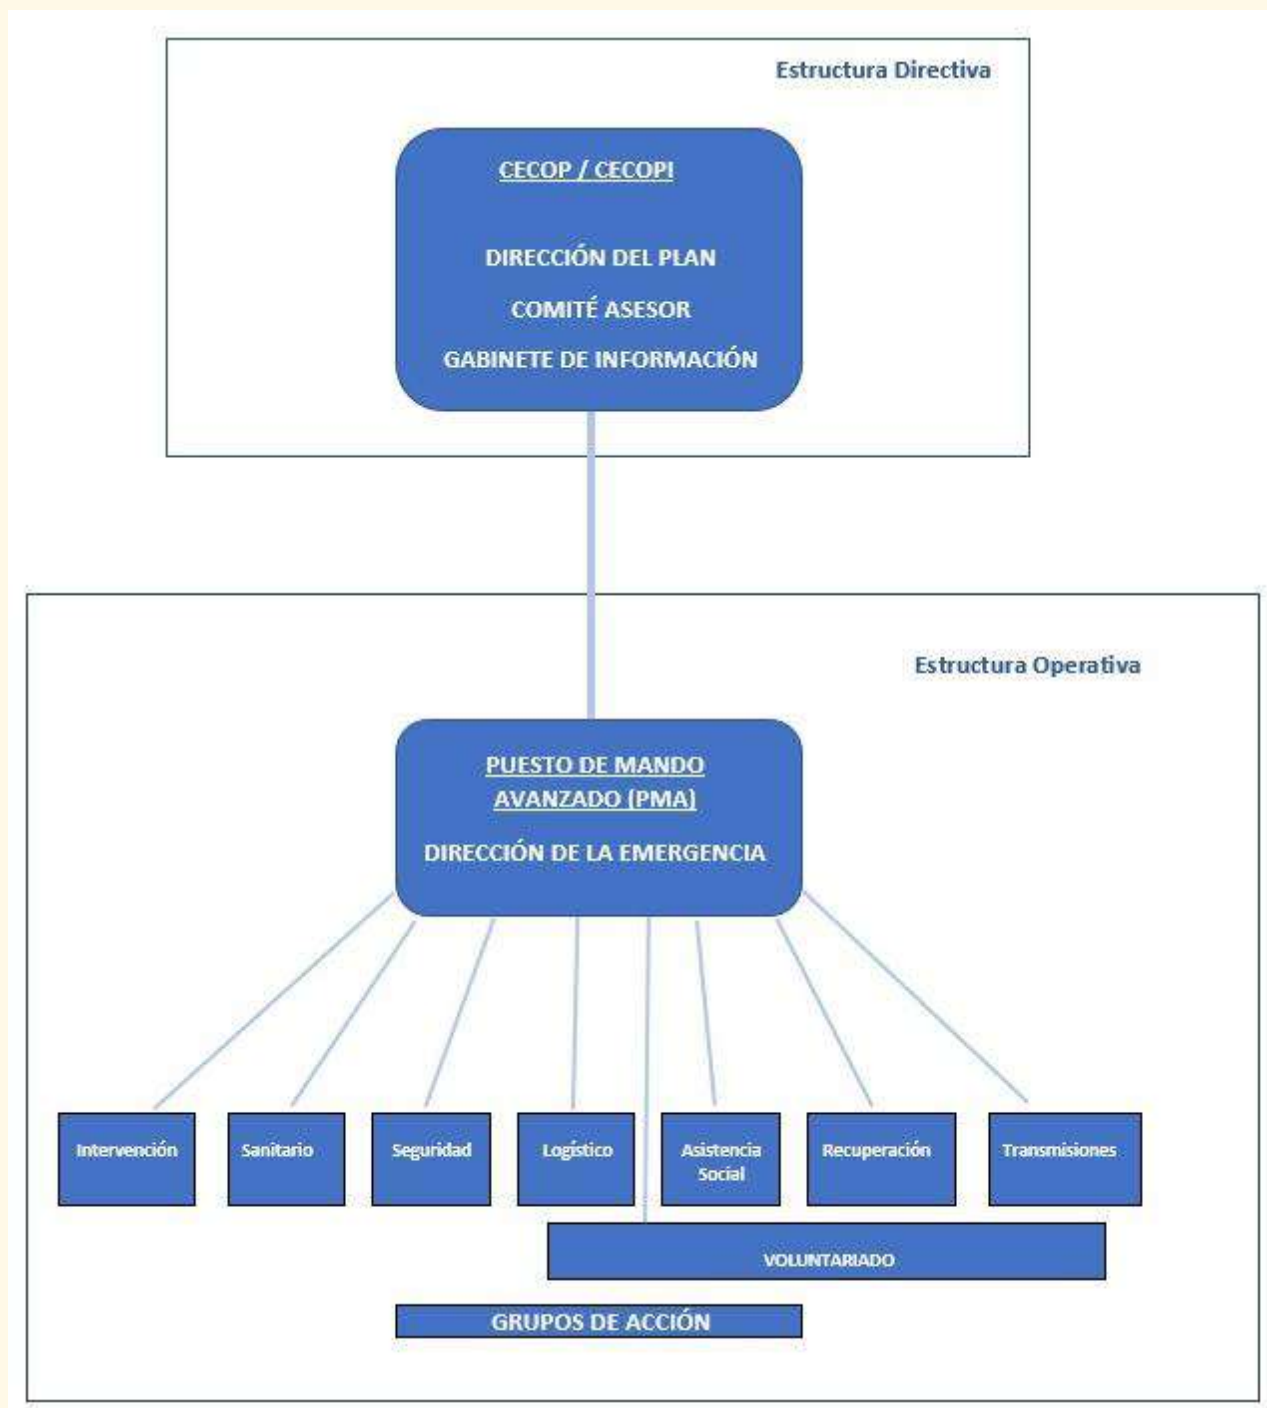 Estructura Directiva
CECOP / CECOPI
DIRECCIÓN DEL PLAN
COMITÉ ASESOR
GABINETE DE INFORMACIÓN
Estructura Operativa
PUESTO DE MANDO
AVANZADO (PMA)
DIRECCIÓN DE LA EMERGENCIA
Intervención
Sanitario
Seguridad
Logístico
Asistencia
Social
Recuperación
Transmisiones
VOLUNTARIADO
GRUPOS DE ACCIÓN